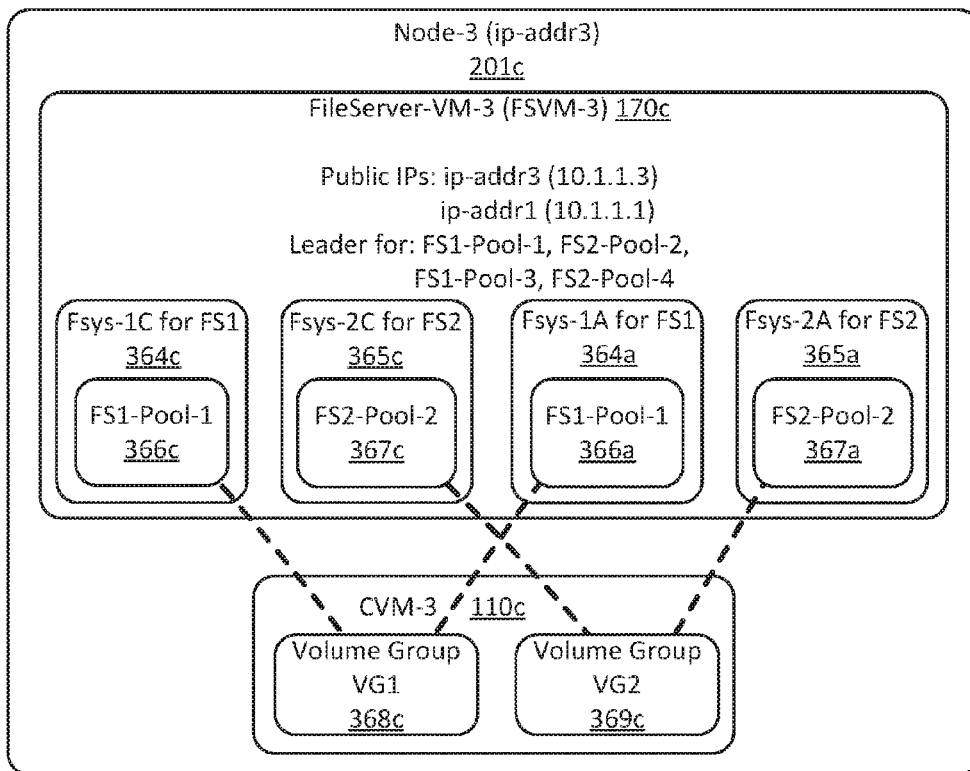 Node-3 (ip-addr3)
201c
FileServer-VM-3 (FSVM-3) 170c
Public IPs: ip-addr3 (10.1.1.3)
ip-addr1 (10.1.1.1)
Leader for: FS1-Pool-1, FS2-Pool-2,
FS1-Pool-3, FS2-Pool-4
Fsys-1C for FS1
364c
FS1-Pool-1
366c
Fsys-2C for FS2
365c
FS2-Pool-2
367c
Fsys-1A for FS1
364a
FS1-Pool-1
366a
Fsys-2A for FS2
365a
FS2-Pool-2
367a
CVM-3 110c
Volume Group
VG1
368c
Volume Group
VG2
369c